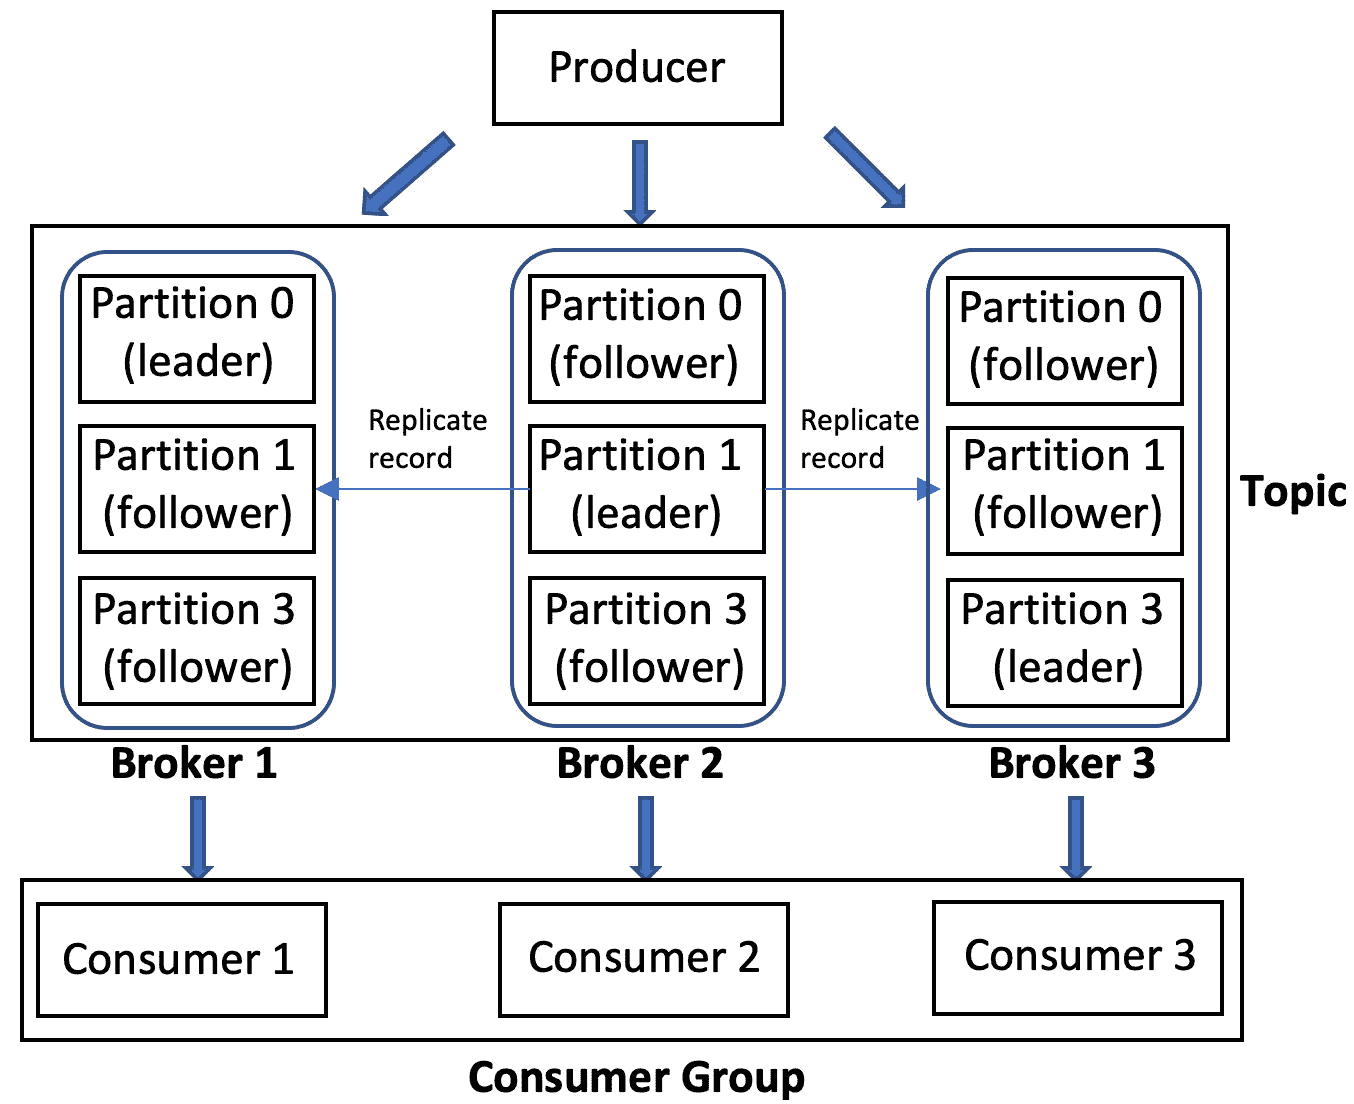 Producer
Partition 0
(leader)
Partition 1
(follower)
Partition 3
(follower)
Broker 1
Replicate
record
Partition 0
(follower)
Partition 1
(leader)
Partition 3
(follower)
Broker 2
Replicate
record
Partition 0
(follower)
Partition 1
(follower)
Partition 3
(leader)
Broker 3
Topic
Consumer 1
Consumer 2
Consumer 3
Consumer Group